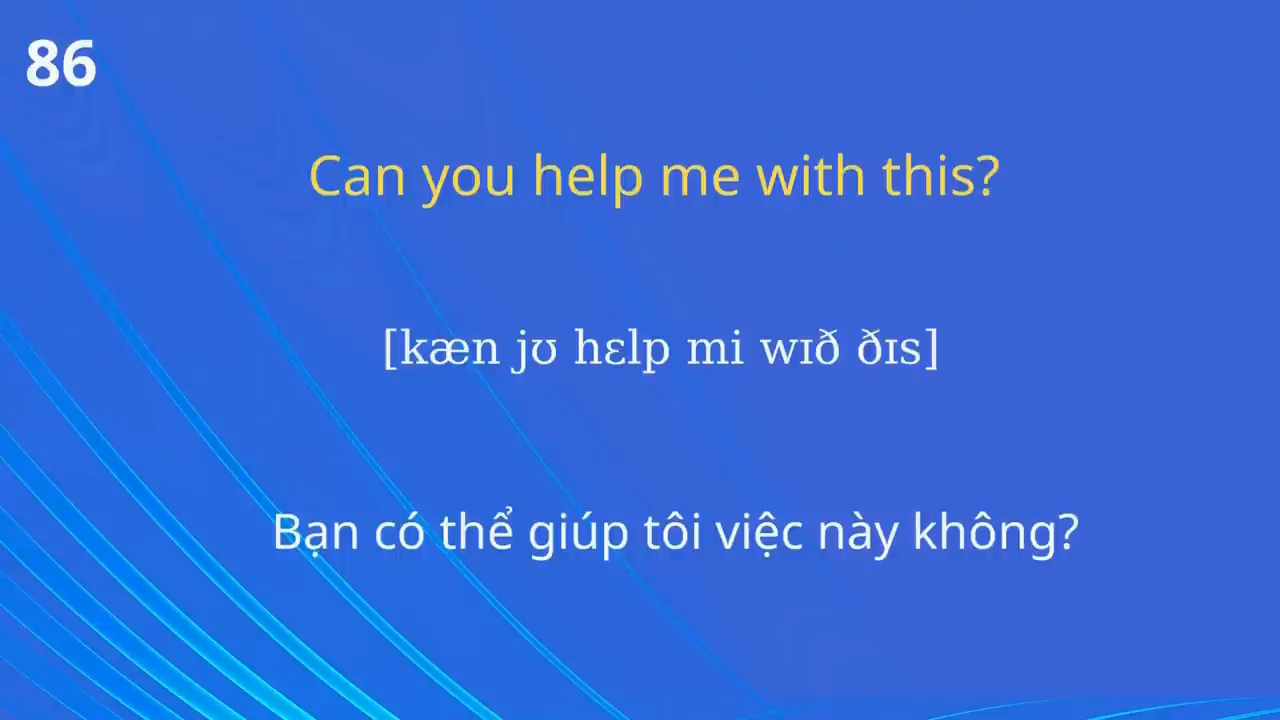 86
Can you help me with this?
[kæn jʊ hɛlp mi wɪð ðɪs]
Bạn có thể giúp tôi việc này không?